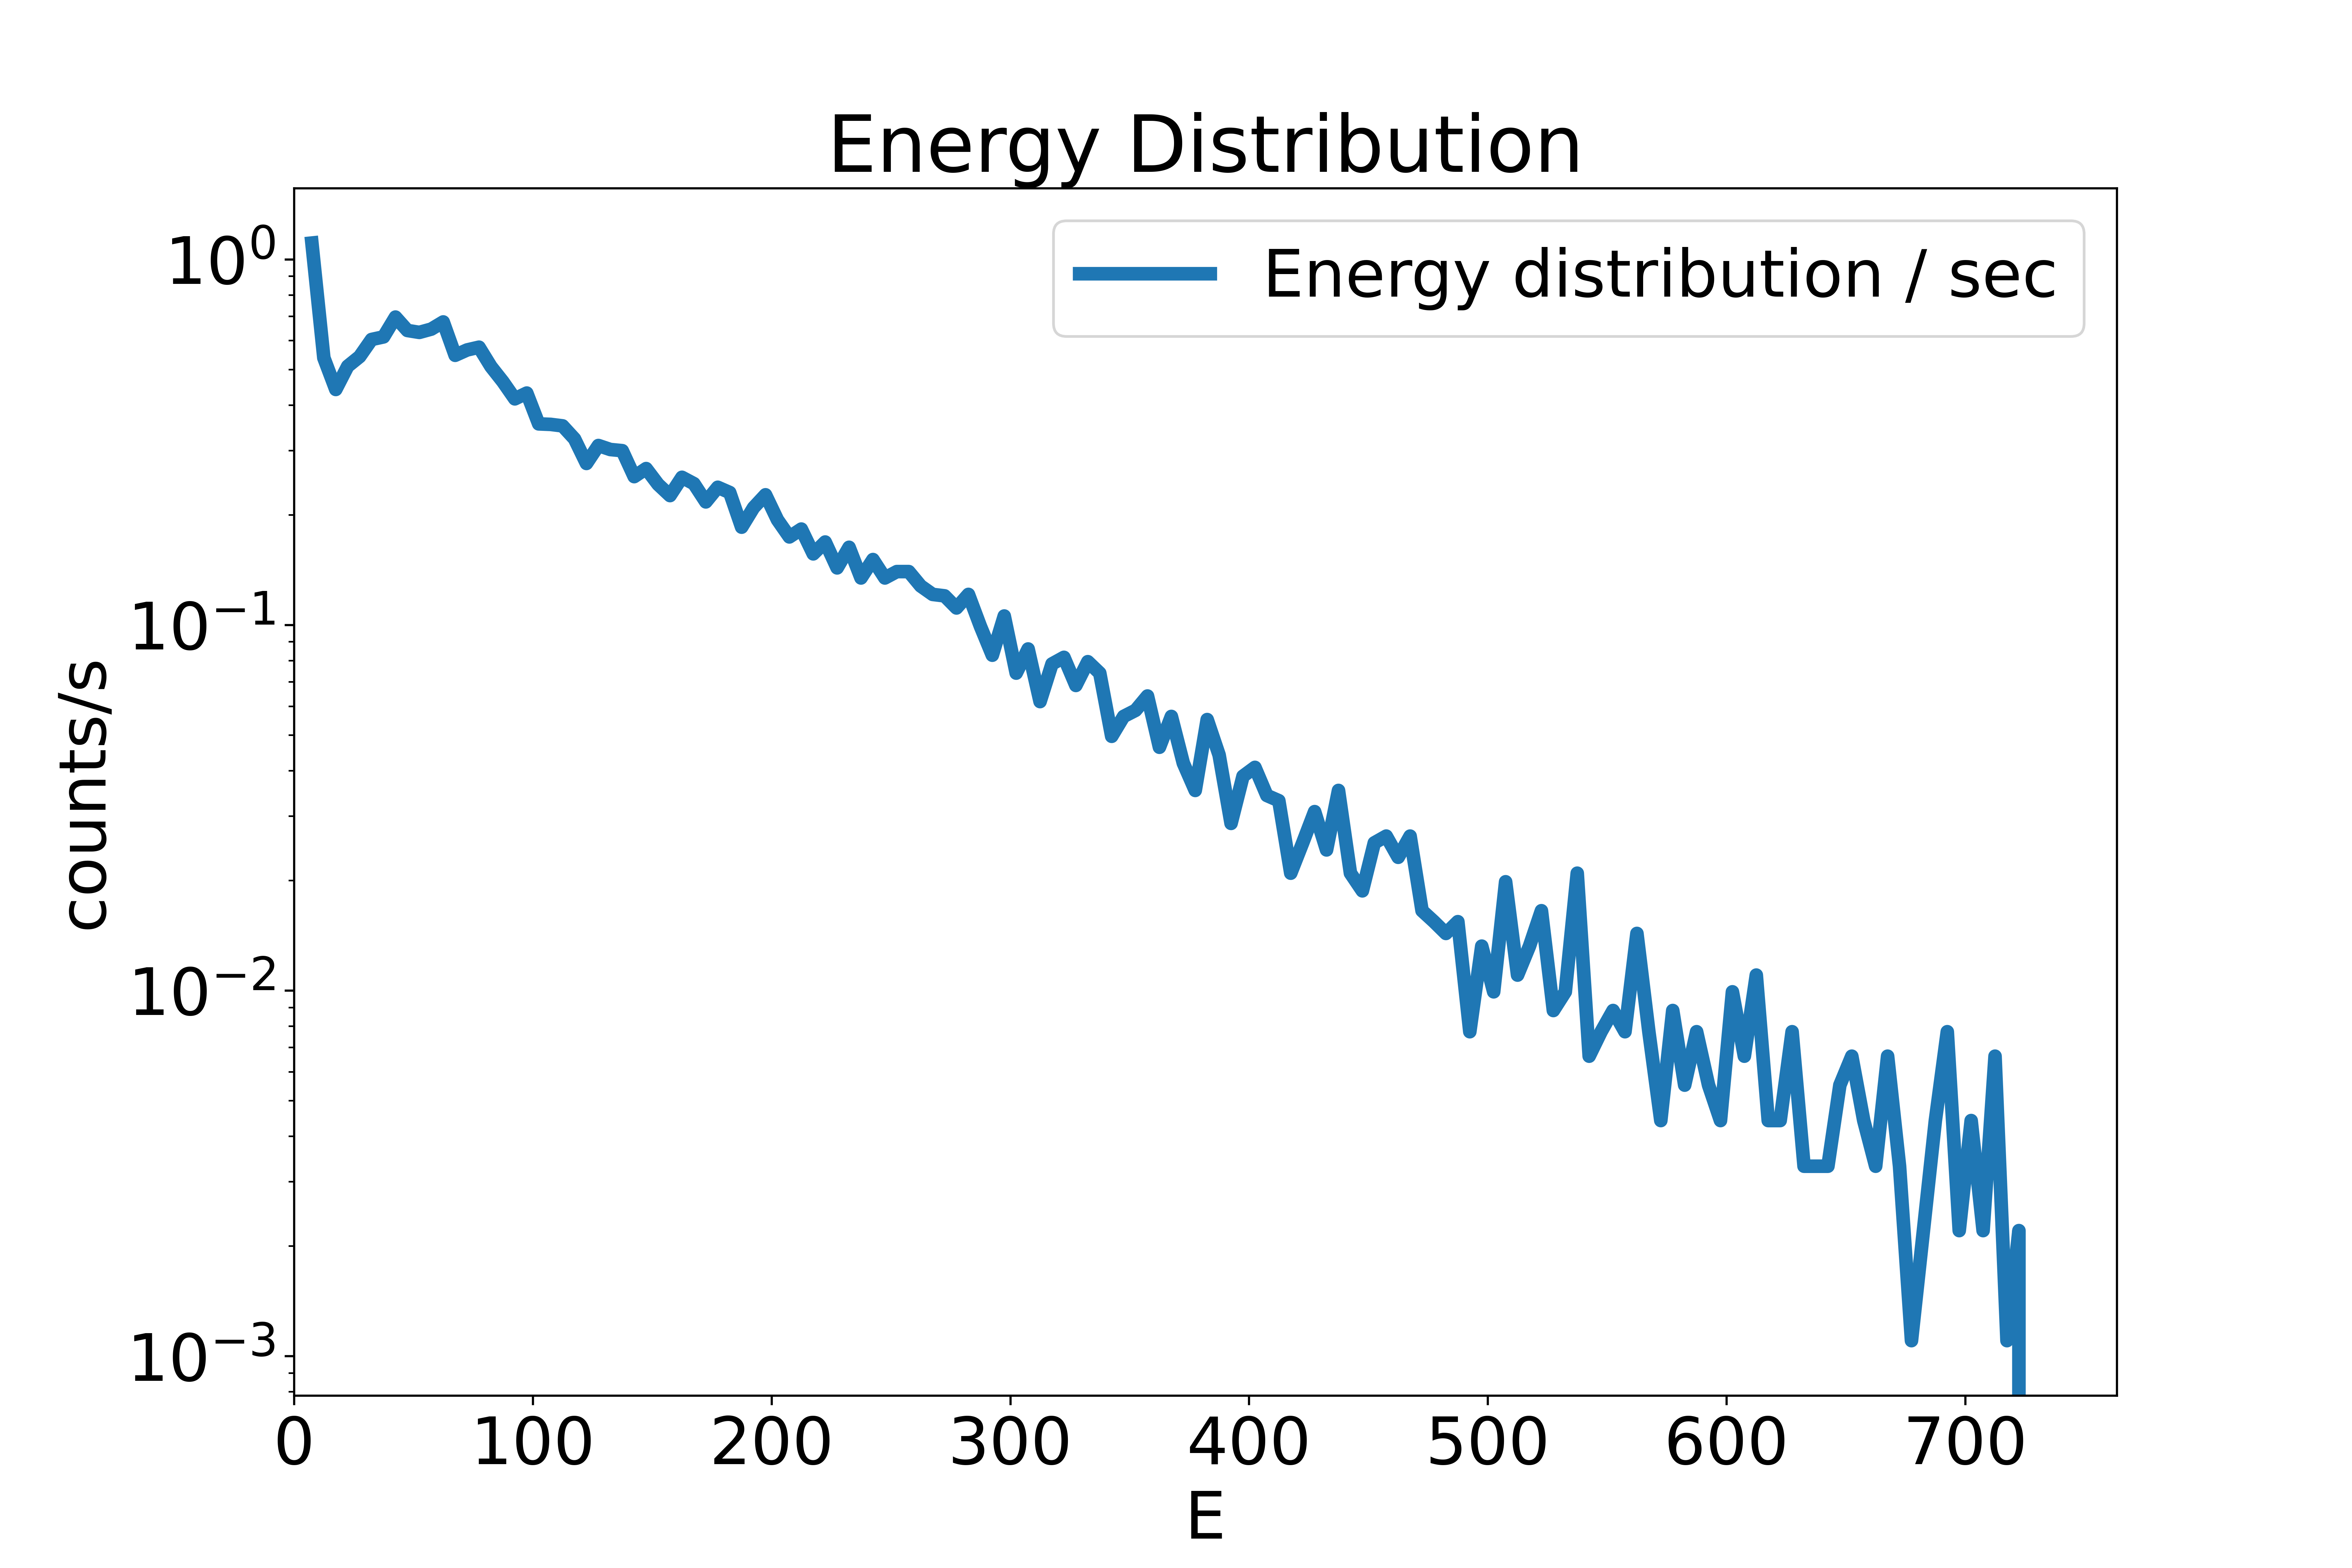 Energy Distribution
Energy distribution / sec
counts/s
10⁰
10⁻¹
10⁻²
10⁻³
0 100 200 300 400 500 600 700
E